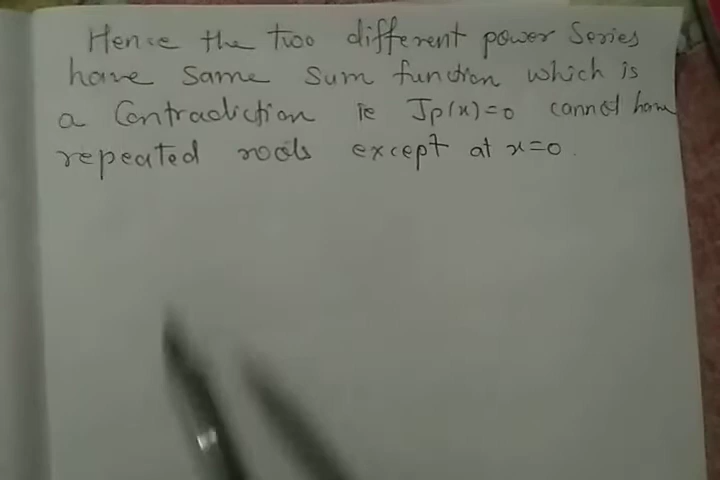 Hence the two different power series
have same sum function which is
a Contradiction ie Jp(x)=0 cannot have
repeated roots except at x=0.